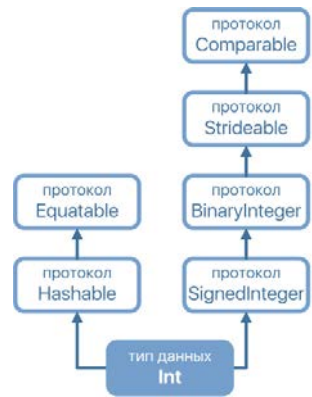 протокол
Comparable
протокол
Strideable
протокол
Equatable
протокол
BinaryInteger
протокол
Hashable
протокол
SignedInteger
тип данных
Int